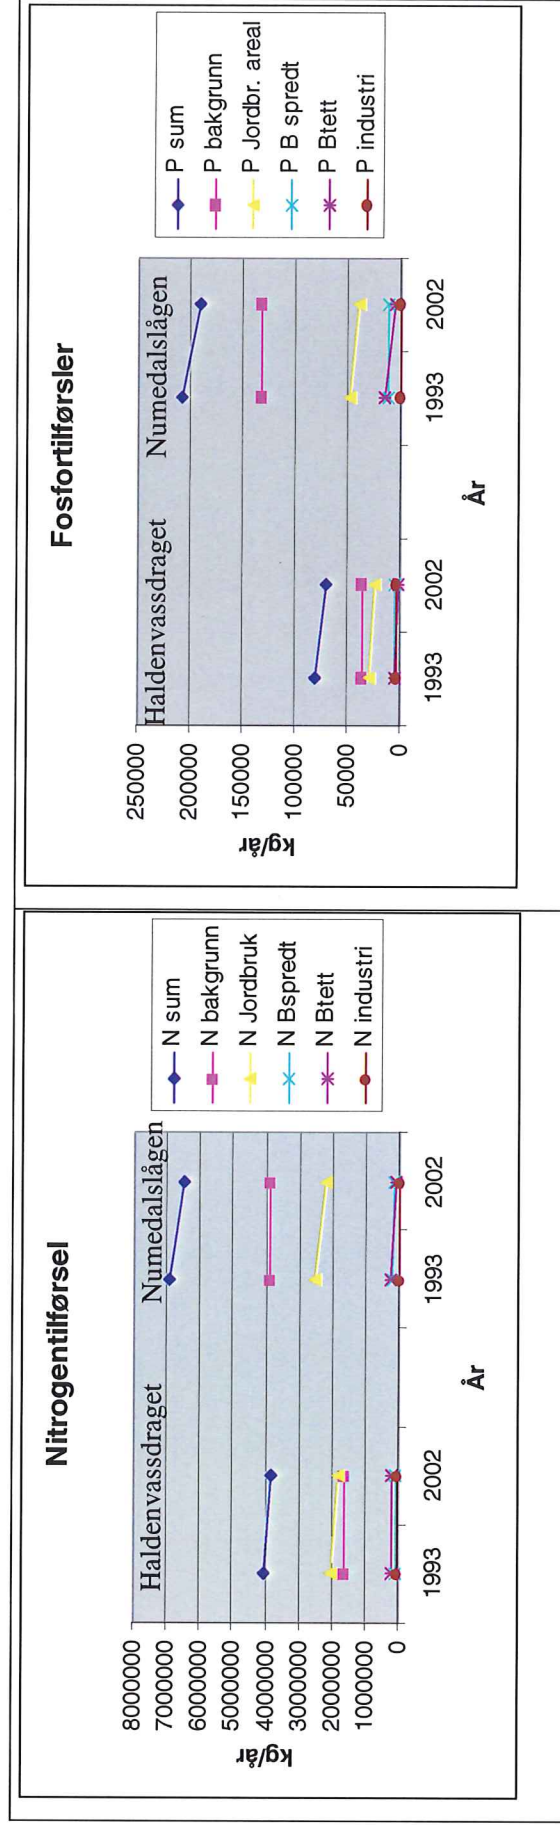 Nitrogentilførsel
8000000
7000000
6000000
5000000
4000000
3000000
2000000
1000000
0
kg/år
Haldenvassdraget
Numedalslågen
1993
2002
1993
2002
År
N sum
N bakgrunn
N Jordbruk
N Bspredt
N Btett
N industri
Fosfortilførsler
250000
200000
150000
100000
50000
0
kg/år
Haldenvassdraget
Numedalslågen
1993
2002
1993
2002
År
P sum
P bakgrunn
P Jordbr. areal
P B spredt
P Btett
P industri